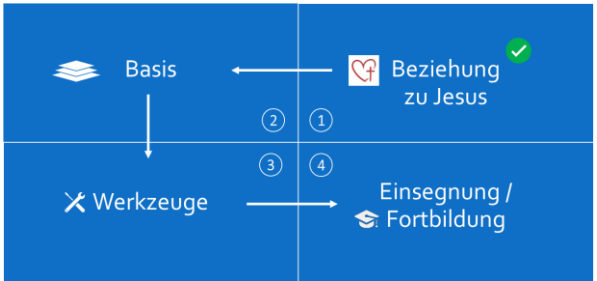 Basis
Beziehung
zu Jesus
2
1
3
4
Werkzeuge
Einsegnung /
Fortbildung